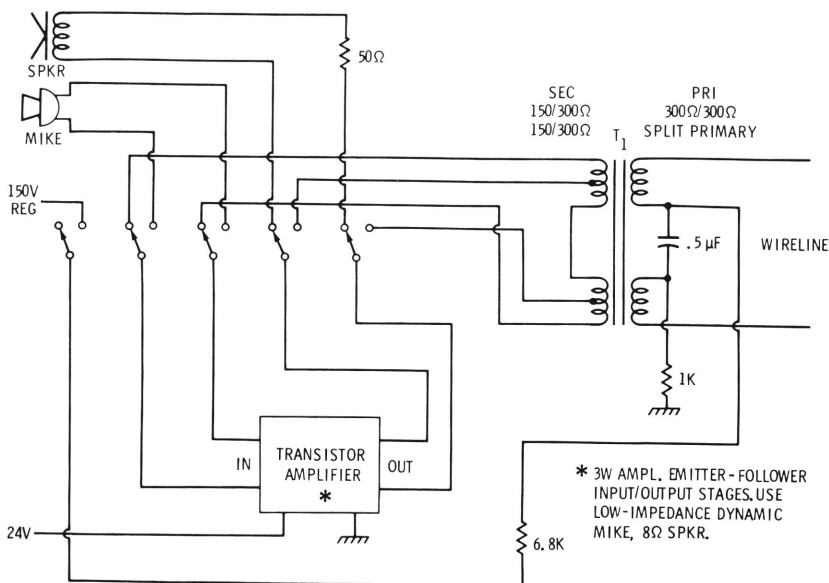 SPKR
50Ω
MIKE
SEC
150/300Ω
150/300Ω
T1
PRI
300Ω/300Ω
SPLIT PRIMARY
150V
REG
.5 µF
WIRELINE
1K
IN
TRANSISTOR
AMPLIFIER
*
OUT
24V
6.8K
* 3W AMPL. EMITTER-FOLLOWER
INPUT/OUTPUT STAGES. USE
LOW-IMPEDANCE DYNAMIC
MIKE, 8Ω SPKR.